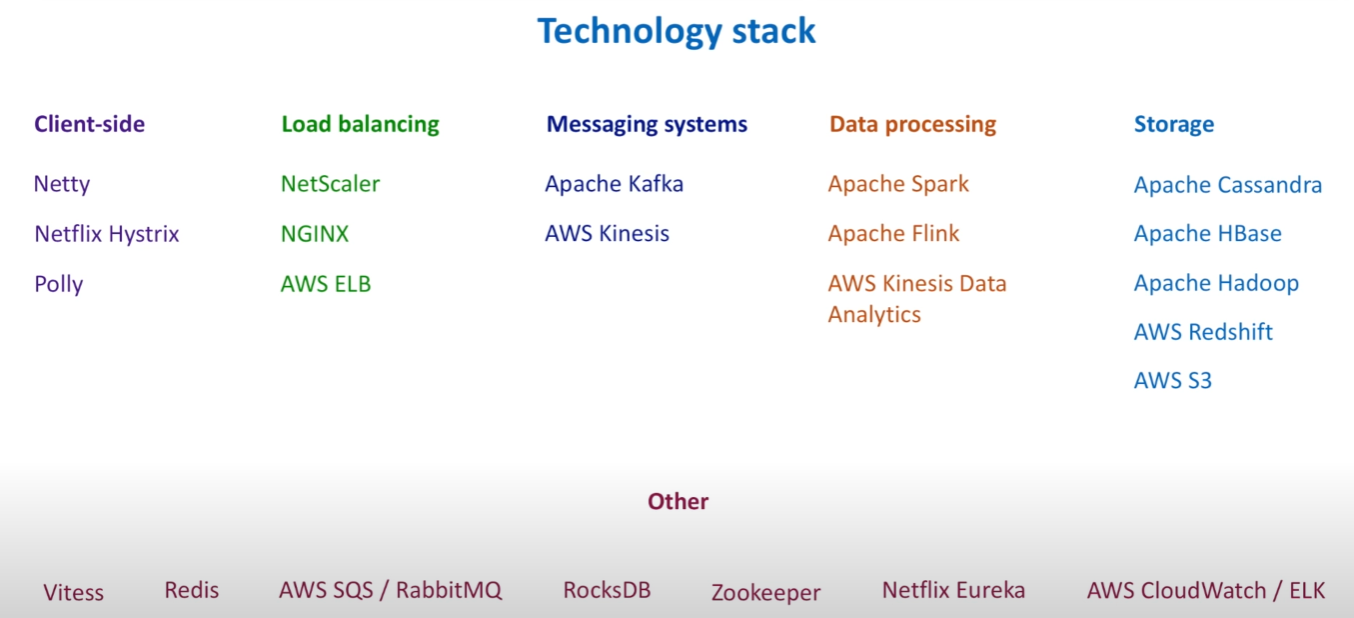 Technology stack
Client-side
Netty
Netflix Hystrix
Polly
Load balancing
NetScaler
NGINX
AWS ELB
Messaging systems
Apache Kafka
AWS Kinesis
Data processing
Apache Spark
Apache Flink
AWS Kinesis Data
Analytics
Storage
Apache Cassandra
Apache HBase
Apache Hadoop
AWS Redshift
AWS S3
Other
Vitess
Redis
AWS SQS / RabbitMQ
RocksDB
Zookeeper
Netflix Eureka
AWS CloudWatch / ELK